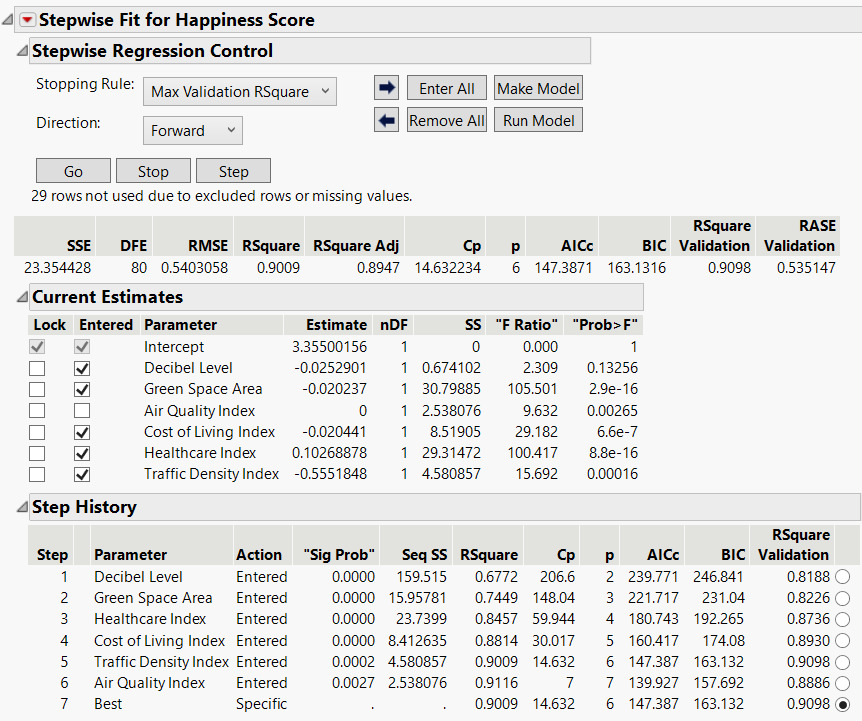 Stepwise Fit for Happiness Score
Stepwise Regression Control
Stopping Rule: Max Validation RSquare Enter All Make Model
Direction: Forward Remove All Run Model
Go Stop Step
29 rows not used due to excluded rows or missing values.
SSE DFE RMSE RSquare RSquare Adj Cp p AICc BIC RSquare Validation RASE Validation
23.354428 80 0.5403058 0.9009 0.8947 14.632234 6 147.3871 163.1316 0.9098 0.535147
Current Estimates
Lock Entered Parameter Estimate nDF SS "F Ratio" "Prob>F"
Intercept 3.35500156 1 0 0.000 1
Decibel Level -0.0252901 1 0.674102 2.309 0.13256
Green Space Area -0.020237 1 30.79885 105.501 2.9e-16
Air Quality Index 0 1 2.538076 9.632 0.00265
Cost of Living Index -0.020441 1 8.51905 29.182 6.6e-7
Healthcare Index 0.10268878 1 29.31472 100.417 8.8e-16
Traffic Density Index -0.5551848 1 4.580857 15.692 0.00016
Step History
Step Parameter Action "Sig Prob" Seq SS RSquare Cp p AICc BIC RSquare Validation
1 Decibel Level Entered 0.0000 159.515 0.6772 206.6 2 239.771 246.841 0.8188
2 Green Space Area Entered 0.0000 15.95781 0.7449 148.04 3 221.717 231.04 0.8226
3 Healthcare Index Entered 0.0000 23.7399 0.8457 59.944 4 180.743 192.265 0.8736
4 Cost of Living Index Entered 0.0000 8.412635 0.8814 30.017 5 160.417 174.08 0.8930
5 Traffic Density Index Entered 0.0002 4.580857 0.9009 14.632 6 147.387 163.132 0.9098
6 Air Quality Index Entered 0.0027 2.538076 0.9116 7 7 139.927 157.692 0.8886
7 Best Specific . . 0.9009 14.632 6 147.387 163.132 0.9098